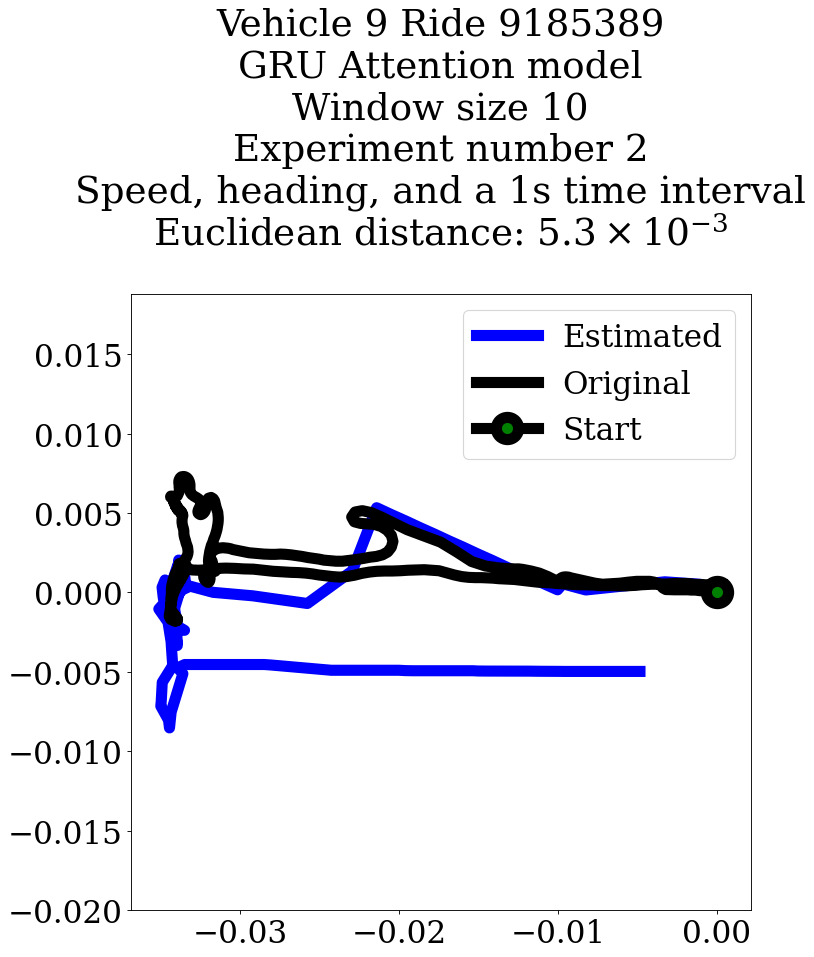 Vehicle 9 Ride 9185389
GRU Attention model
Window size 10
Experiment number 2
Speed, heading, and a 1s time interval
Euclidean distance: 5.3 × 10⁻³
Estimated
Original
Start
0.015
0.010
0.005
0.000
−0.005
−0.010
−0.015
−0.020
−0.03 −0.02 −0.01 0.00